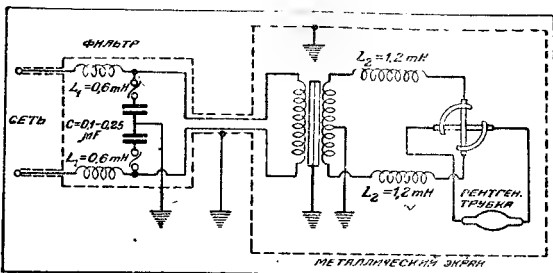 ФИЛЬТР
L₁=0,6mH
СЕТЬ
C=0,1-0,25
μF
L₁=0,6mH
L₂=1,2mH
L₂=1,2mH
РЕНТГЕН.
ТРУБКА
МЕТАЛЛИЧЕСКИЙ ЭКРАН